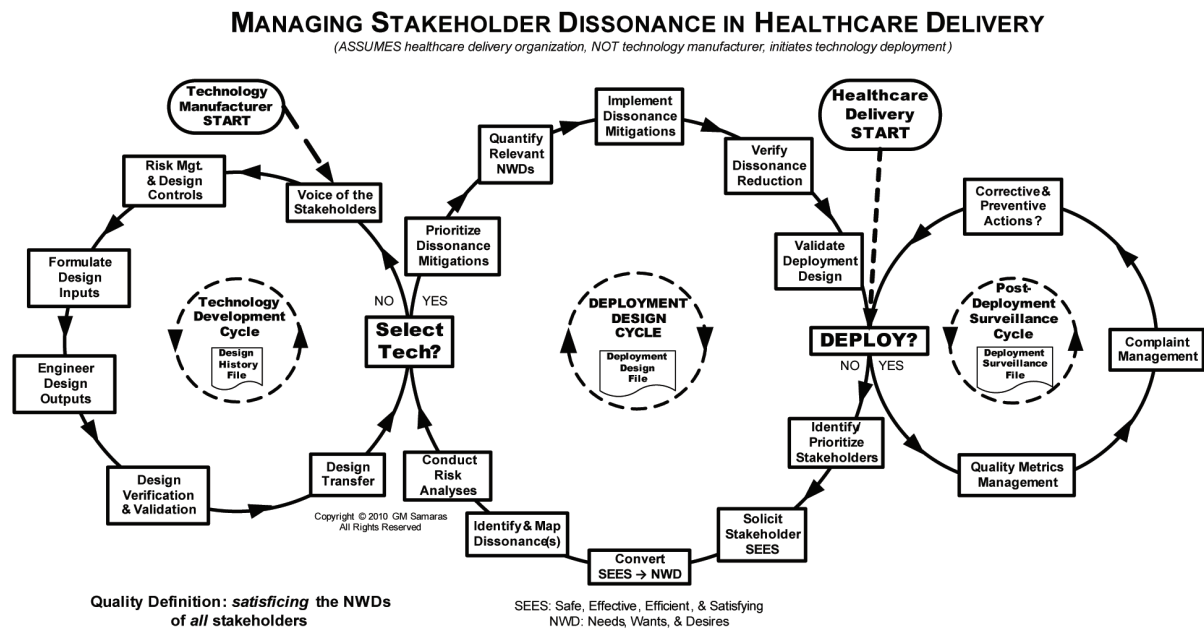 MANAGING STAKEHOLDER DISSONANCE IN HEALTHCARE DELIVERY
(ASSUMES healthcare delivery organization, NOT technology manufacturer, initiates technology deployment)
Technology
Manufacturer
START
Risk Mgt.
& Design
Controls
Voice of the
Stakeholders
Formulate
Design
Inputs
Engineer
Design
Outputs
Design
Verification
& Validation
Design
Transfer
Technology
Development
Cycle
Design
History
File
NO
YES
Select
Tech?
Prioritize
Dissonance
Mitigations
Quantify
Relevant
NWDs
Implement
Dissonance
Mitigations
Verify
Dissonance
Reduction
Validate
Deployment
Design
Healthcare
Delivery
START
DEPLOYMENT
DESIGN
CYCLE
Deployment
Design
File
DEPLOY?
NO
YES
Identify/
Prioritize
Stakeholders
Solicit
Stakeholder
SEES
Convert
SEES → NWD
Identify & Map
Dissonance(s)
Conduct
Risk
Analyses
Corrective &
Preventive
Actions?
Post-
Deployment
Surveillance
Cycle
Deployment
Surveillance
File
Complaint
Management
Quality Metrics
Management
Copyright © 2010 GM Samaras
All Rights Reserved
Quality Definition: satisficing the NWDs
of all stakeholders
SEES: Safe, Effective, Efficient, & Satisfying
NWD: Needs, Wants, & Desires